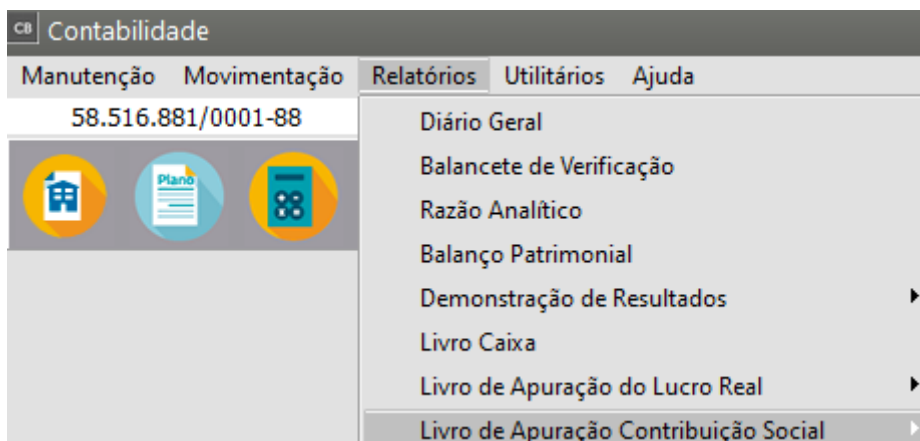 CB Contabilidade
Manutenção Movimentação Relatórios Utilitários Ajuda
58.516.881/0001-88
Plano
Diário Geral
Balancete de Verificação
Razão Analítico
Balanço Patrimonial
Demonstração de Resultados
Livro Caixa
Livro de Apuração do Lucro Real
Livro de Apuração Contribuição Social